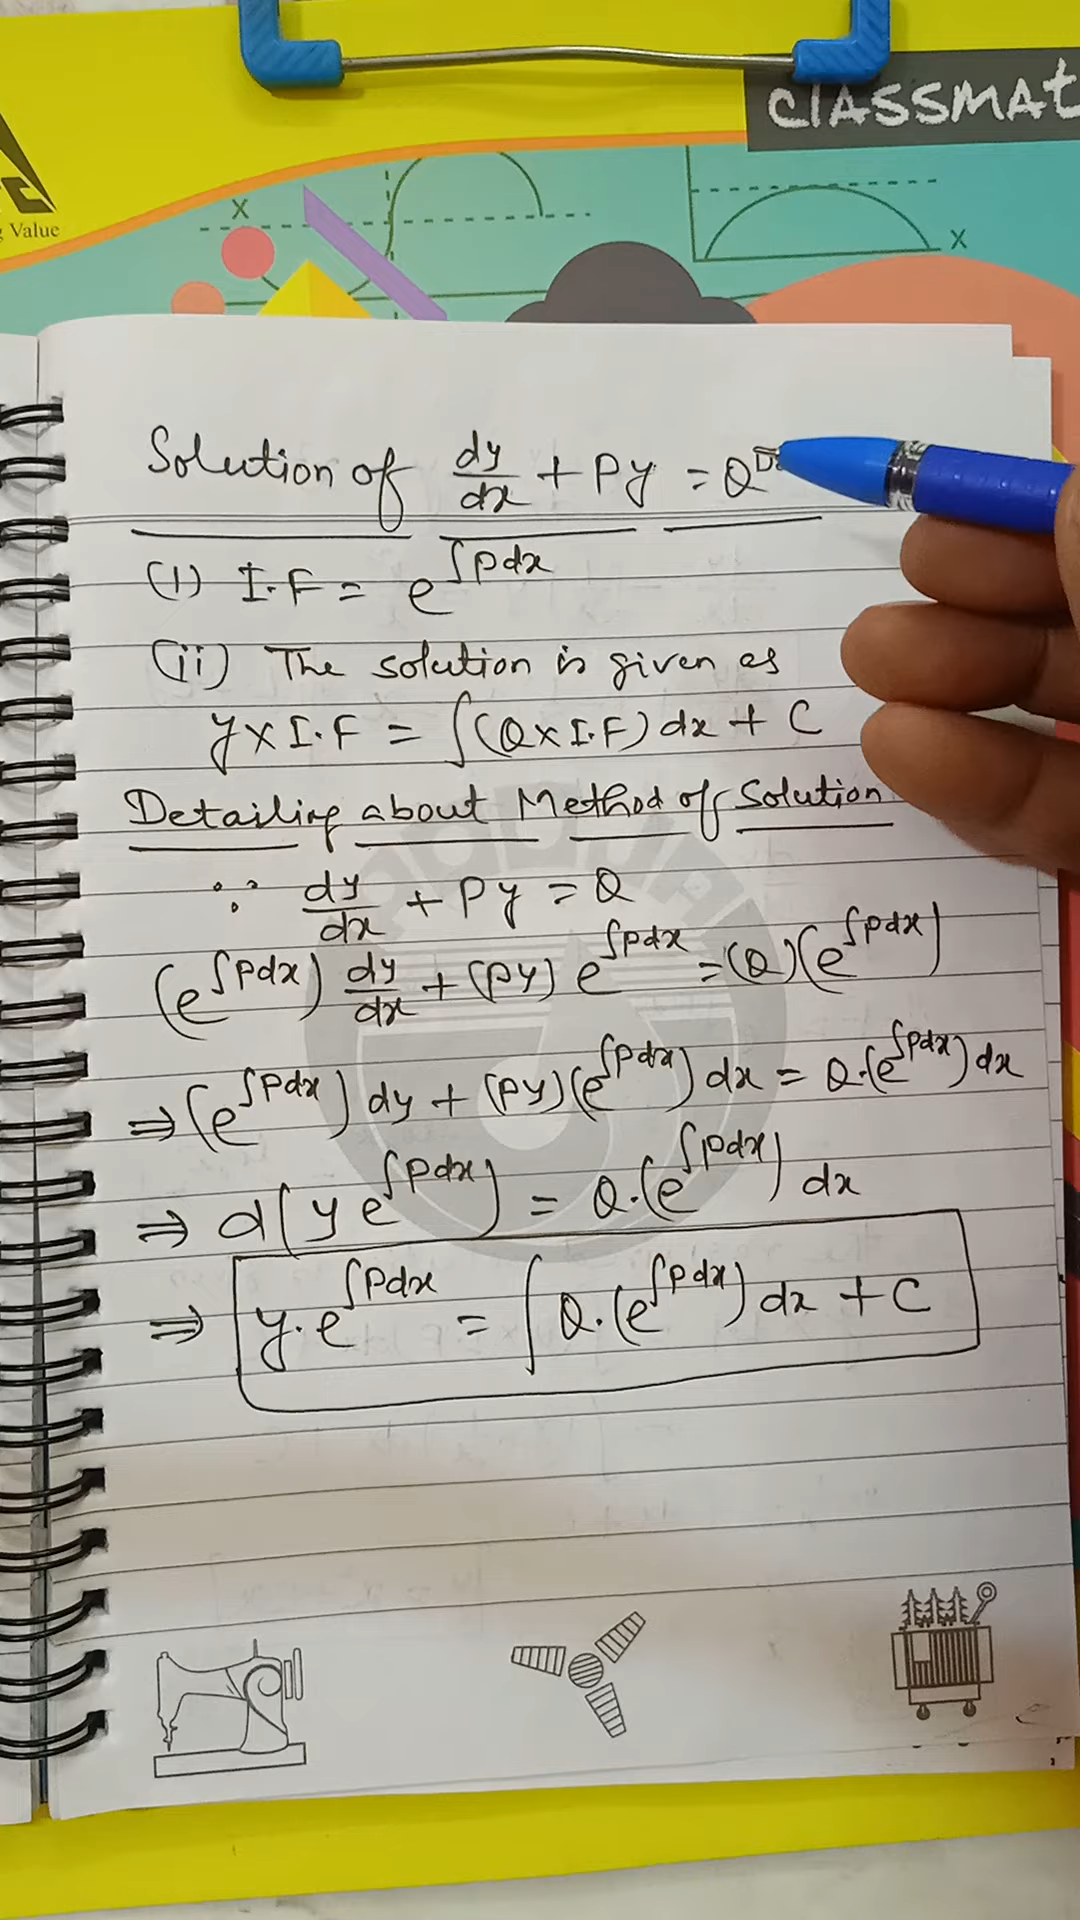 CLASSMAT
Value
X
X
Solution of dy/dx + Py = Q
(i) I.F = e^∫Pdx
(ii) The solution is given as
y×I.F = ∫(Q×I.F) dx + C
Detailing about Method of Solution
∵ dy/dx + Py = Q
(e^∫Pdx) dy/dx + (Py) e^∫Pdx = (Q)(e^∫Pdx)
⇒ (e^∫Pdx) dy + (Py)(e^∫Pdx) dx = Q.(e^∫Pdx) dx
⇒ d(y e^∫Pdx) = Q.(e^∫Pdx) dx
⇒ y.e^∫Pdx = ∫Q.(e^∫Pdx) dx + C